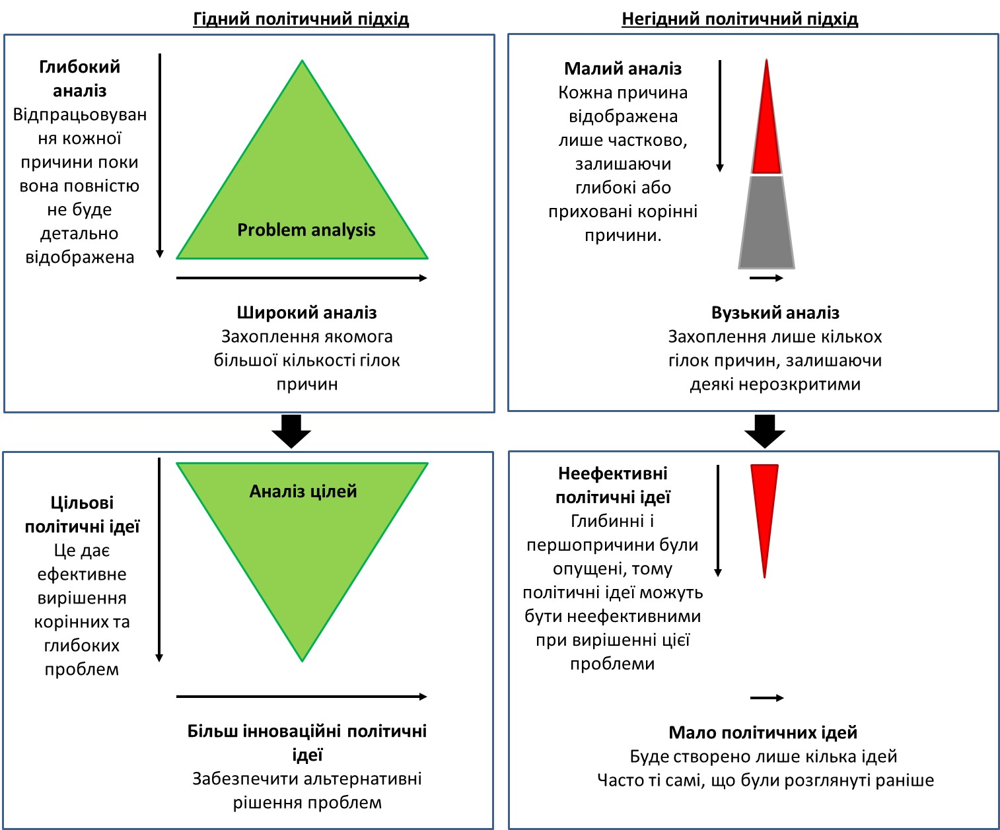 Гідний політичний підхід
Глибокий
аналіз
Відпрацьовуван
ня кожної
причини поки
вона повністю
не буде
детально
відображена
Problem analysis
Широкий аналіз
Захоплення якомога
більшої кількості гілок
причин
Негідний політичний підхід
Малий аналіз
Кожна причина
відображена
лише частково,
залишаючи
глибокі або
приховані корінні
причини.
Вузький аналіз
Захоплення лише кількох
гілок причин, залишаючи
деякі нерозкритими
Цільові
політичні ідеї
Це дає
ефективне
вирішення
корінних та
глибоких
проблем
Аналіз цілей
Більш інноваційні політичні
ідеї
Забезпечити альтернативні
рішення проблем
Неефективні
політичні ідеї
Глибинні і
першопричини були
опущені, тому
політичні ідеї можуть
бути неефективними
при вирішенні цієї
проблеми
Мало політичних ідей
Буде створено лише кілька ідей
Часто ті самі, що були розглянуті раніше